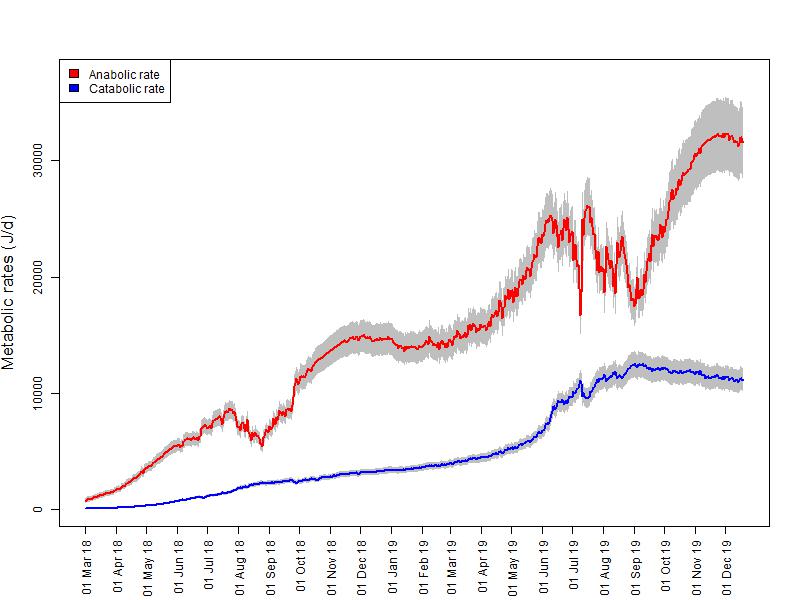 Anabolic rate
Catabolic rate
Metabolic rates (J/d)
30000
20000
10000
0
01 Mar 18
01 Apr 18
01 May 18
01 Jun 18
01 Jul 18
01 Aug 18
01 Sep 18
01 Oct 18
01 Nov 18
01 Dec 18
01 Jan 19
01 Feb 19
01 Mar 19
01 Apr 19
01 May 19
01 Jun 19
01 Jul 19
01 Aug 19
01 Sep 19
01 Oct 19
01 Nov 19
01 Dec 19